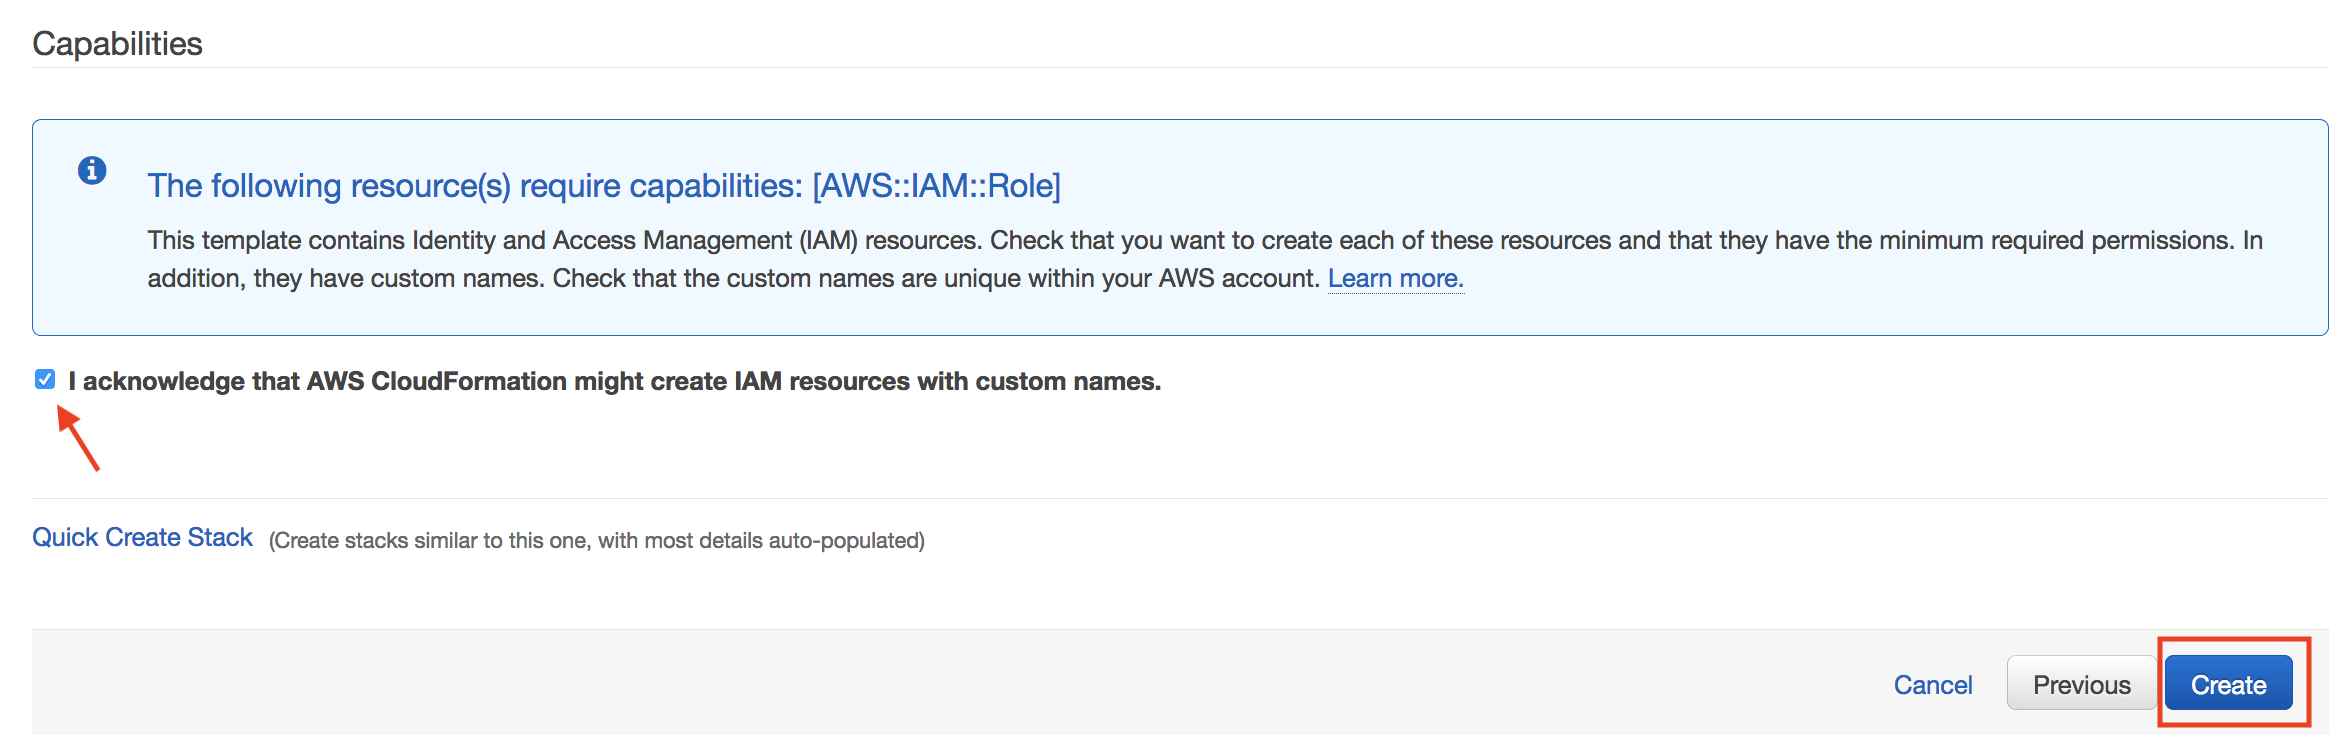 Capabilities
The following resource(s) require capabilities: [AWS::IAM::Role]
This template contains Identity and Access Management (IAM) resources. Check that you want to create each of these resources and that they have the minimum required permissions. In
addition, they have custom names. Check that the custom names are unique within your AWS account. Learn more.
I acknowledge that AWS CloudFormation might create IAM resources with custom names.
Quick Create Stack (Create stacks similar to this one, with most details auto-populated)
Cancel Previous Create